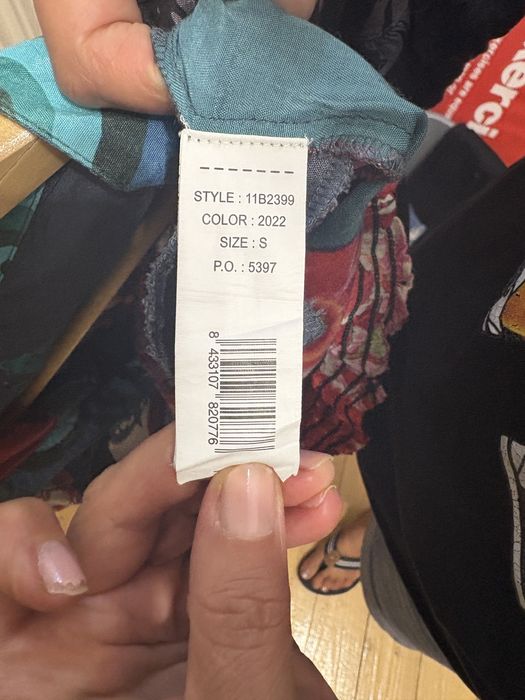 STYLE : 11B2399
COLOR : 2022
SIZE : S
P.O. : 5397
8 433107 820776